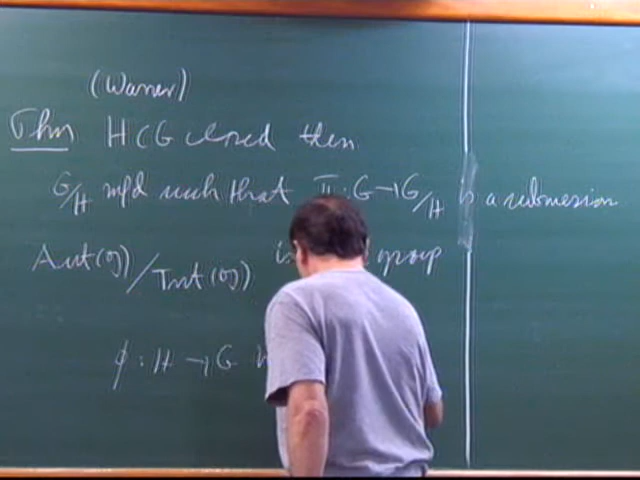 (Warner)
Thm H ⊂ G closed then
G/H mfd such that π: G → G/H is a submersion
Aut(𝔤)/Int(𝔤) is group
φ: H → G